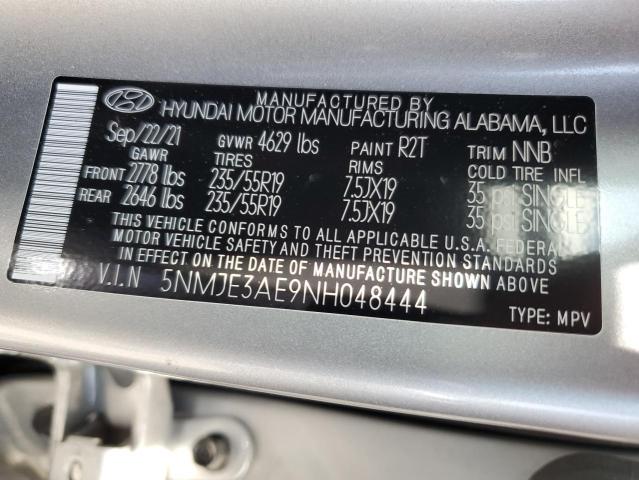 MANUFACTURED BY
HYUNDAI MOTOR MANUFACTURING ALABAMA, LLC
Sep/22/21 GVWR 4629 lbs PAINT R2T TRIM NNB
GAWR TIRES RIMS COLD TIRE INFL
FRONT 2778 lbs 235/55R19 7.5JX19 35 psi SINGLE
REAR 2646 lbs 235/55R19 7.5JX19 35 psi SINGLE
THIS VEHICLE CONFORMS TO ALL APPLICABLE U.S.A. FEDERAL
MOTOR VEHICLE SAFETY AND THEFT PREVENTION STANDARDS
IN EFFECT ON THE DATE OF MANUFACTURE SHOWN ABOVE
V.I.N 5NMJE3AE9NH048444
TYPE: MPV